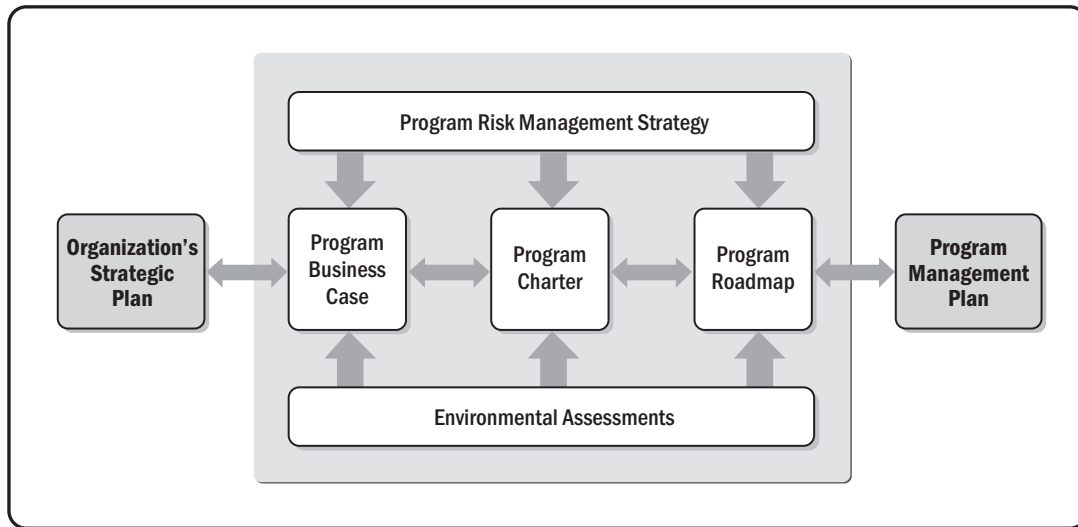 Program Risk Management Strategy
Organization’s
Strategic
Plan
Program
Business
Case
Program
Charter
Program
Roadmap
Program
Management
Plan
Environmental Assessments